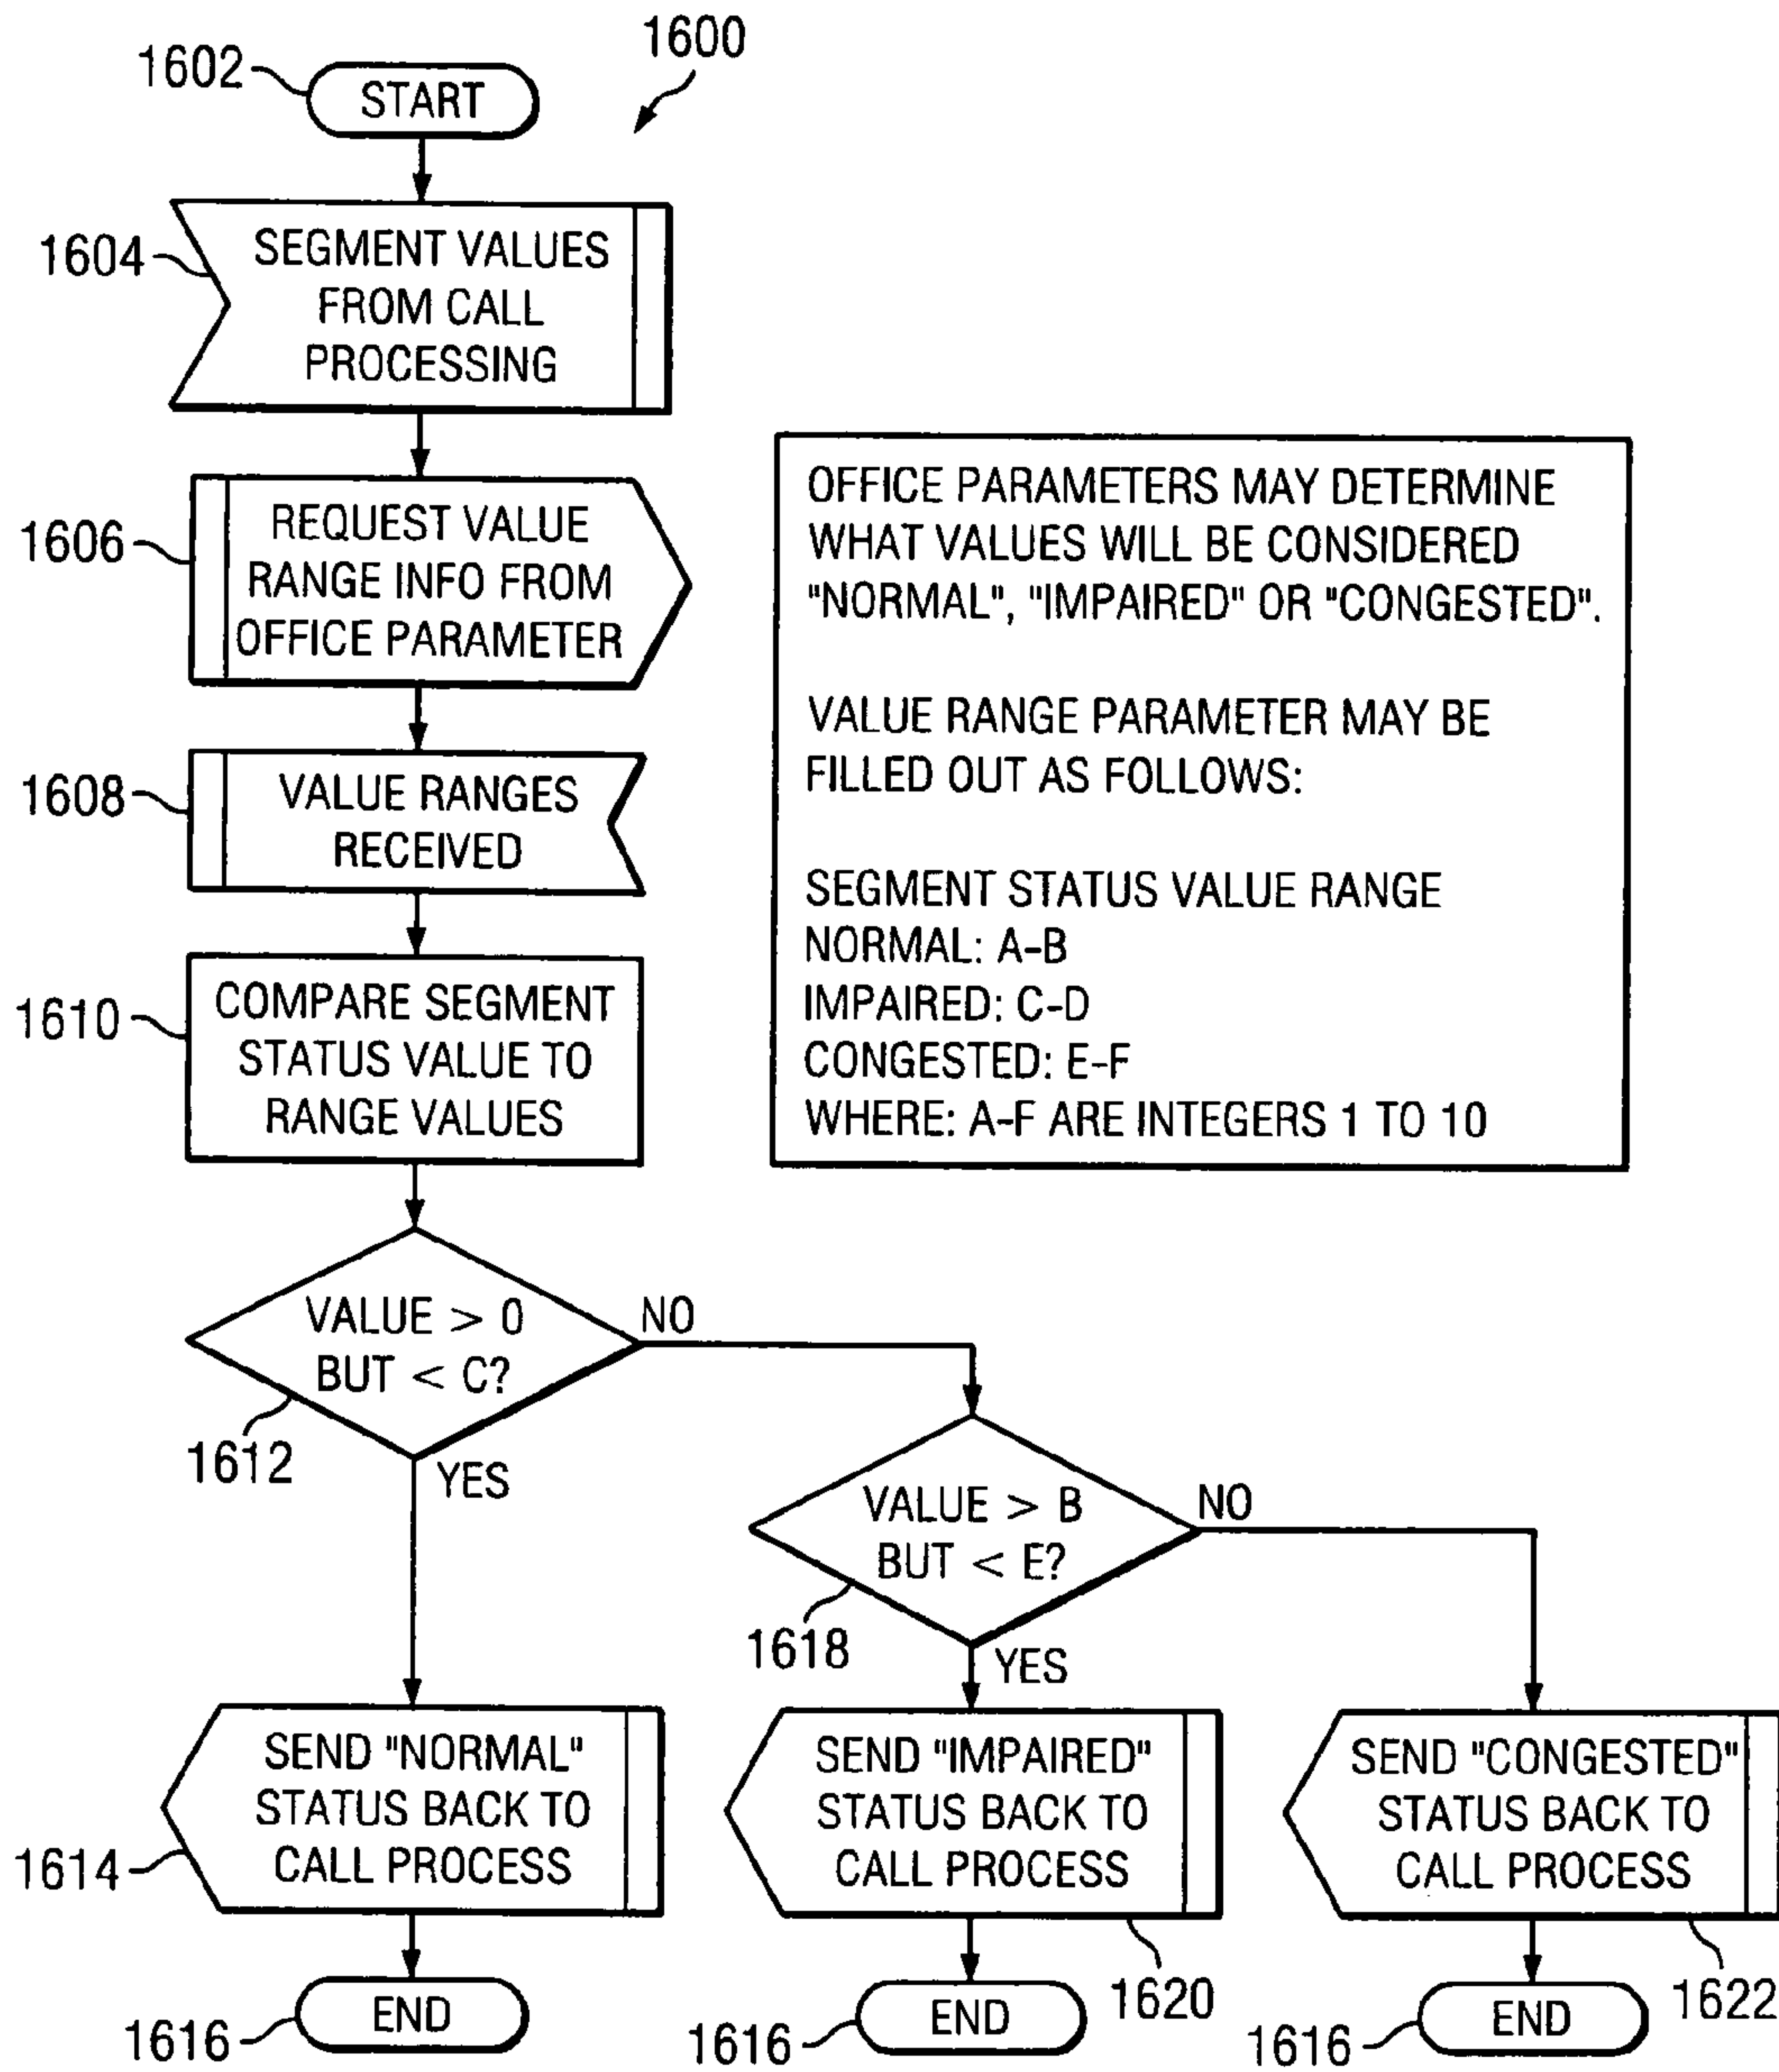 1600
1602
START
1604
SEGMENT VALUES
FROM CALL
PROCESSING
1606
REQUEST VALUE
RANGE INFO FROM
OFFICE PARAMETER
1608
VALUE RANGES
RECEIVED
1610
COMPARE SEGMENT
STATUS VALUE TO
RANGE VALUES
OFFICE PARAMETERS MAY DETERMINE
WHAT VALUES WILL BE CONSIDERED
"NORMAL", "IMPAIRED" OR "CONGESTED".
VALUE RANGE PARAMETER MAY BE
FILLED OUT AS FOLLOWS:
SEGMENT STATUS VALUE RANGE
NORMAL: A-B
IMPAIRED: C-D
CONGESTED: E-F
WHERE: A-F ARE INTEGERS 1 TO 10
VALUE > 0
BUT < C?
NO
1612
YES
VALUE > B
BUT < E?
NO
1618
YES
SEND "NORMAL"
STATUS BACK TO
CALL PROCESS
1614
SEND "IMPAIRED"
STATUS BACK TO
CALL PROCESS
1620
SEND "CONGESTED"
STATUS BACK TO
CALL PROCESS
1622
END
1616
END
1616
END
1616